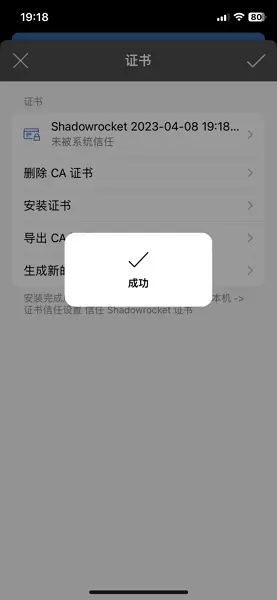 19:18
80
证书
证书
Shadowrocket 2023-04-08 19:18...
未被系统信任
删除 CA 证书
安装证书
导出 CA
生成新的
成功
安装完成 本机 ->
证书信任设置 信任 Shadowrocket 证书